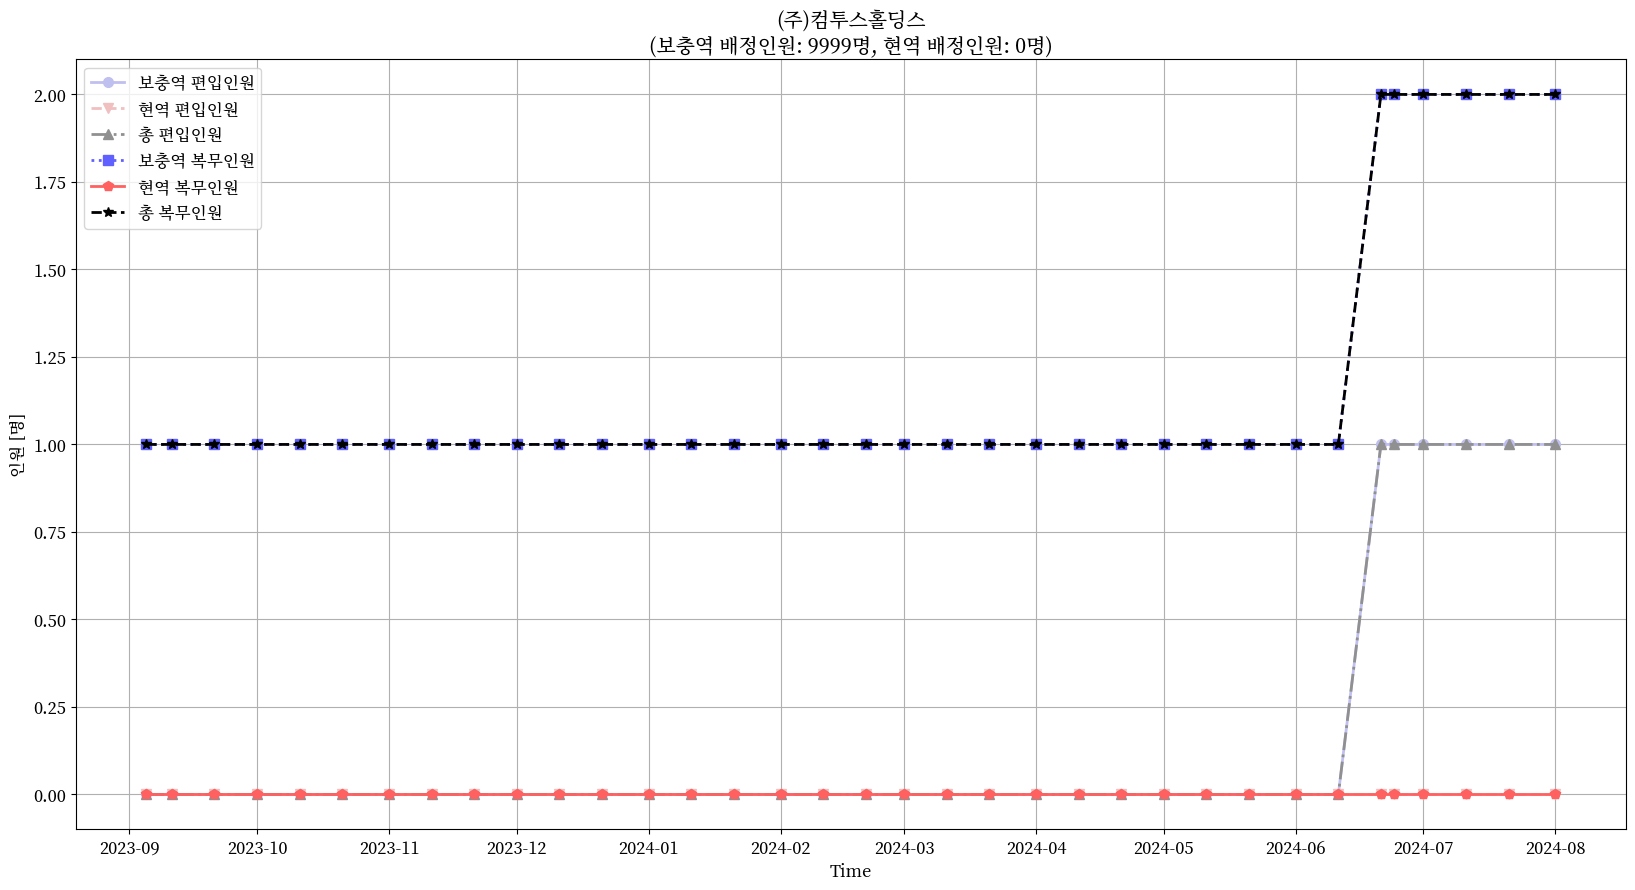 (주)컴투스홀딩스
(보충역 배정인원: 9999명, 현역 배정인원: 0명)
보충역 편입인원
현역 편입인원
총 편입인원
보충역 복무인원
현역 복무인원
총 복무인원
2.00
1.75
1.50
1.25
1.00
0.75
0.50
0.25
0.00
인원 [명]
2023-09 2023-10 2023-11 2023-12 2024-01 2024-02 2024-03 2024-04 2024-05 2024-06 2024-07 2024-08
Time